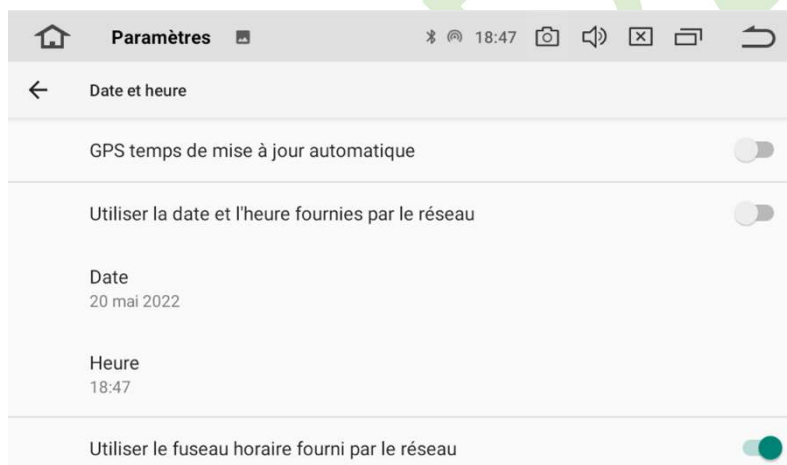 Paramètres 18:47
Date et heure
GPS temps de mise à jour automatique
Utiliser la date et l'heure fournies par le réseau
Date
20 mai 2022
Heure
18:47
Utiliser le fuseau horaire fourni par le réseau